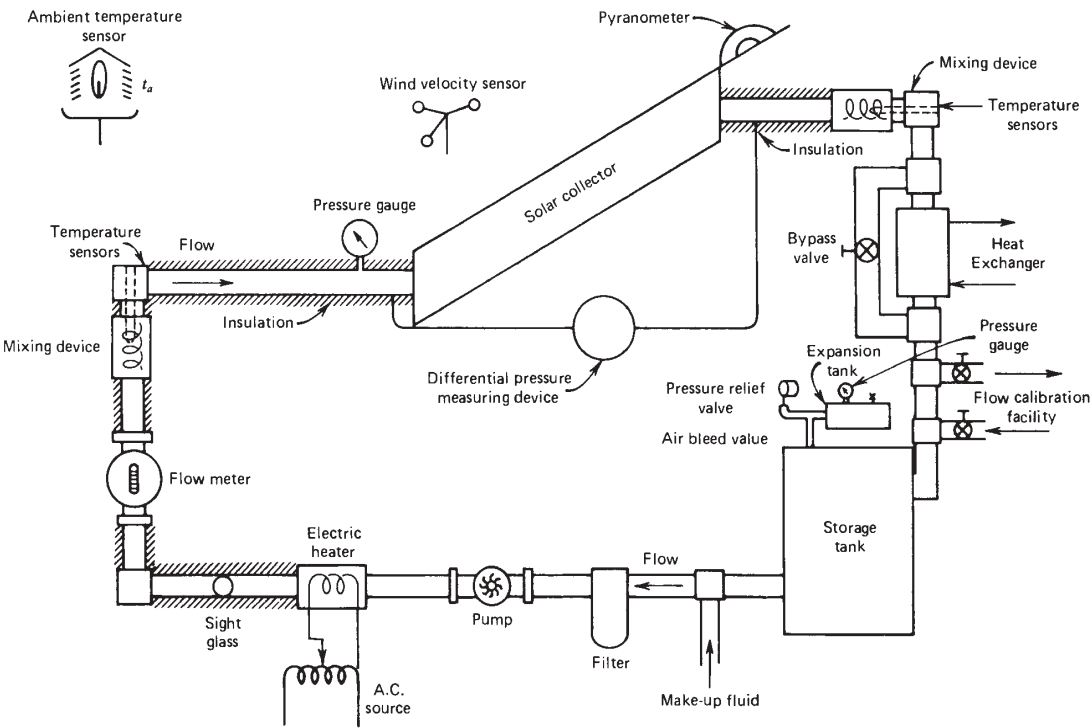 Ambient temperature
sensor
t_a
Pyranometer
Wind velocity sensor
Mixing device
Temperature
sensors
Insulation
Solar collector
Pressure gauge
Temperature
sensors
Flow
Bypass
valve
Heat
Exchanger
Insulation
Mixing device
Differential pressure
measuring device
Expansion
tank
Pressure
gauge
Pressure relief
valve
Flow calibration
facility
Air bleed value
Flow meter
Storage
tank
Electric
heater
Flow
Sight
glass
Pump
Filter
A.C.
source
Make-up fluid